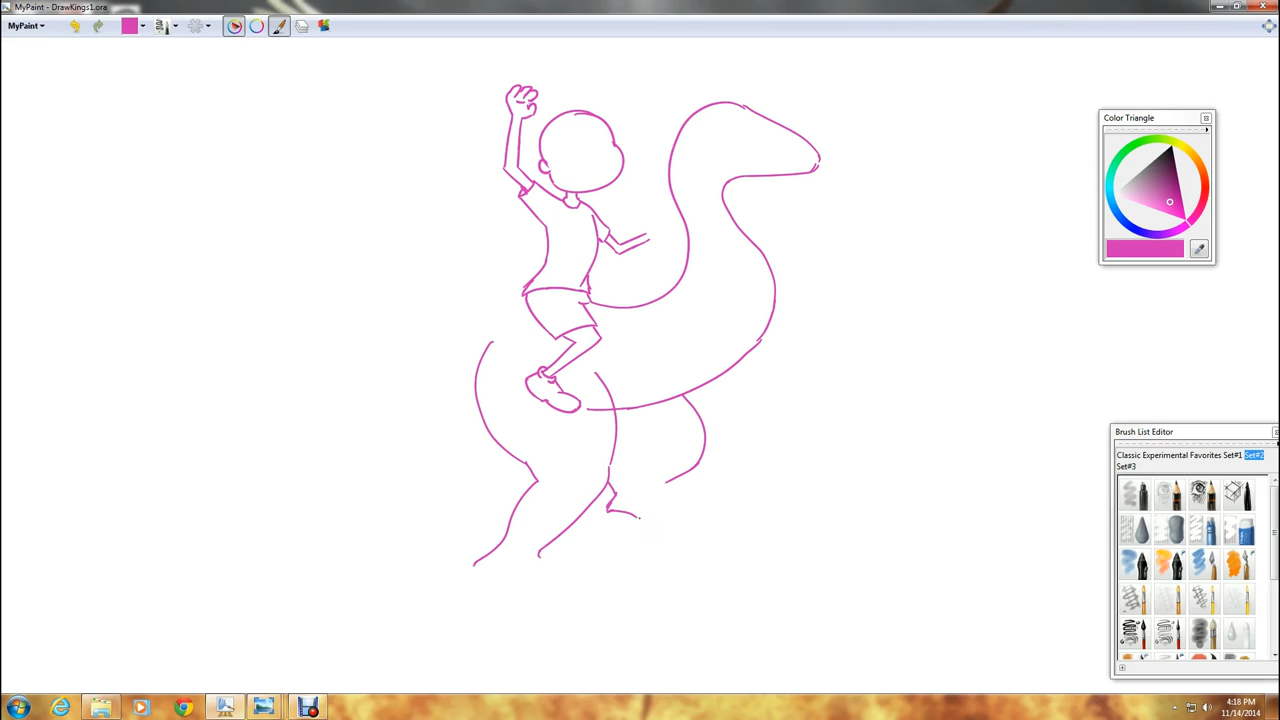 MyPaint - DrawKings1.ora
MyPaint
Color Triangle
Brush List Editor
Classic Experimental Favorites Set#1 Set#2
Set#3
4:18 PM
11/14/2014